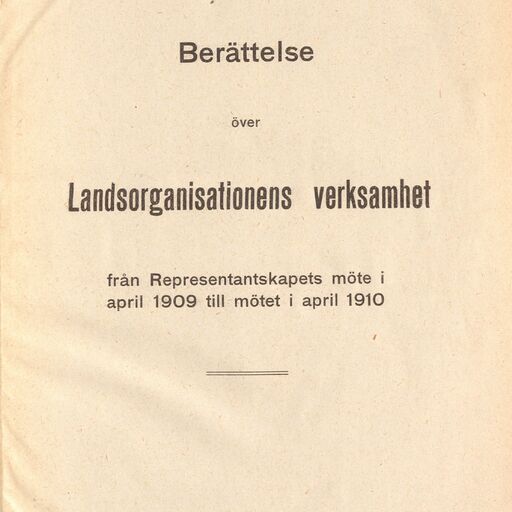 Berättelse
över
Landsorganisationens verksamhet
från Representantskapets möte i
april 1909 till mötet i april 1910